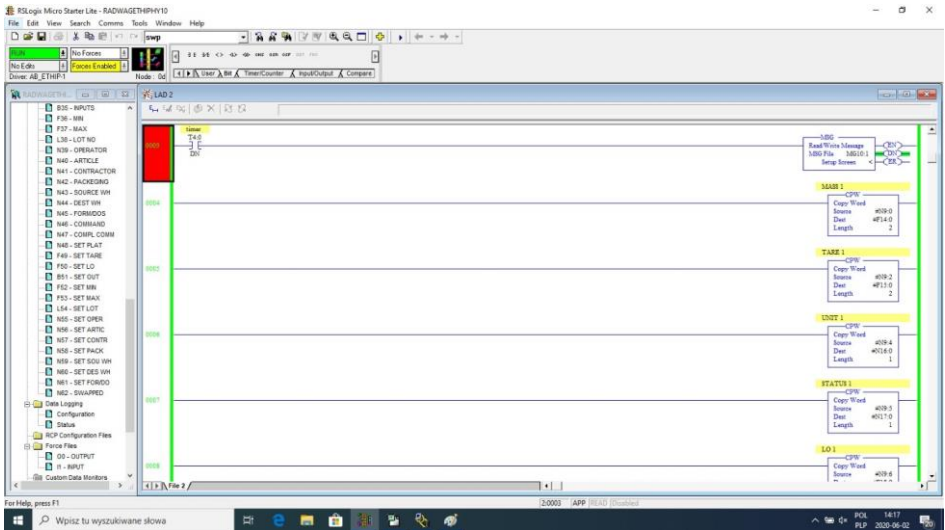 RSLogix Micro Starter Lite - RADWAGETHIPHY10
File Edit View Search Comms Tools Window Help
swp
RUN No Forces
No Edits Forces Enabled
Driver: AB_ETHIP-1 Node : 0d
User Bit Timer/Counter Input/Output Compare
RADWAGETHI...
LAD 2
B35 - INPUTS
F36 - MIN
F37 - MAX
L38 - LOT NO
N39 - OPERATOR
N40 - ARTICLE
N41 - CONTRACTOR
N42 - PACKEGING
N43 - SOURCE WH
N44 - DEST WH
N45 - FORM/DOS
N46 - COMMAND
N47 - COMPL COMM
N48 - SET PLAT
F49 - SET TARE
F50 - SET LO
B51 - SET OUT
F52 - SET MIN
F53 - SET MAX
L54 - SET LOT
N55 - SET OPER
N56 - SET ARTIC
N57 - SET CONTR
N58 - SET PACK
N59 - SET SOU WH
N60 - SET DES WH
N61 - SET FOR/DO
N62 - SWAPPED
Data Logging
Configuration
Status
RCP Configuration Files
Force Files
O0 - OUTPUT
I1 - INPUT
Custom Data Monitors
0003
timer
T4:0
DN
MSG
Read/Write Message
MSG File MG10:1
Setup Screen <
EN
DN
ER
0004
MASS 1
CPW
Copy Word
Source #N9:0
Dest #F14:0
Length 2
0005
TARE 1
CPW
Copy Word
Source #N9:2
Dest #F15:0
Length 2
0006
UNIT 1
CPW
Copy Word
Source #N9:4
Dest #N16:0
Length 1
0007
STATUS 1
CPW
Copy Word
Source #N9:5
Dest #N17:0
Length 1
0008
LO 1
CPW
Copy Word
Source #N9:6
File 2
For Help, press F1
2:0003 APP READ Disabled
Wpisz tu wyszukiwane słowa
POL
PLP
14:17
2020-06-02